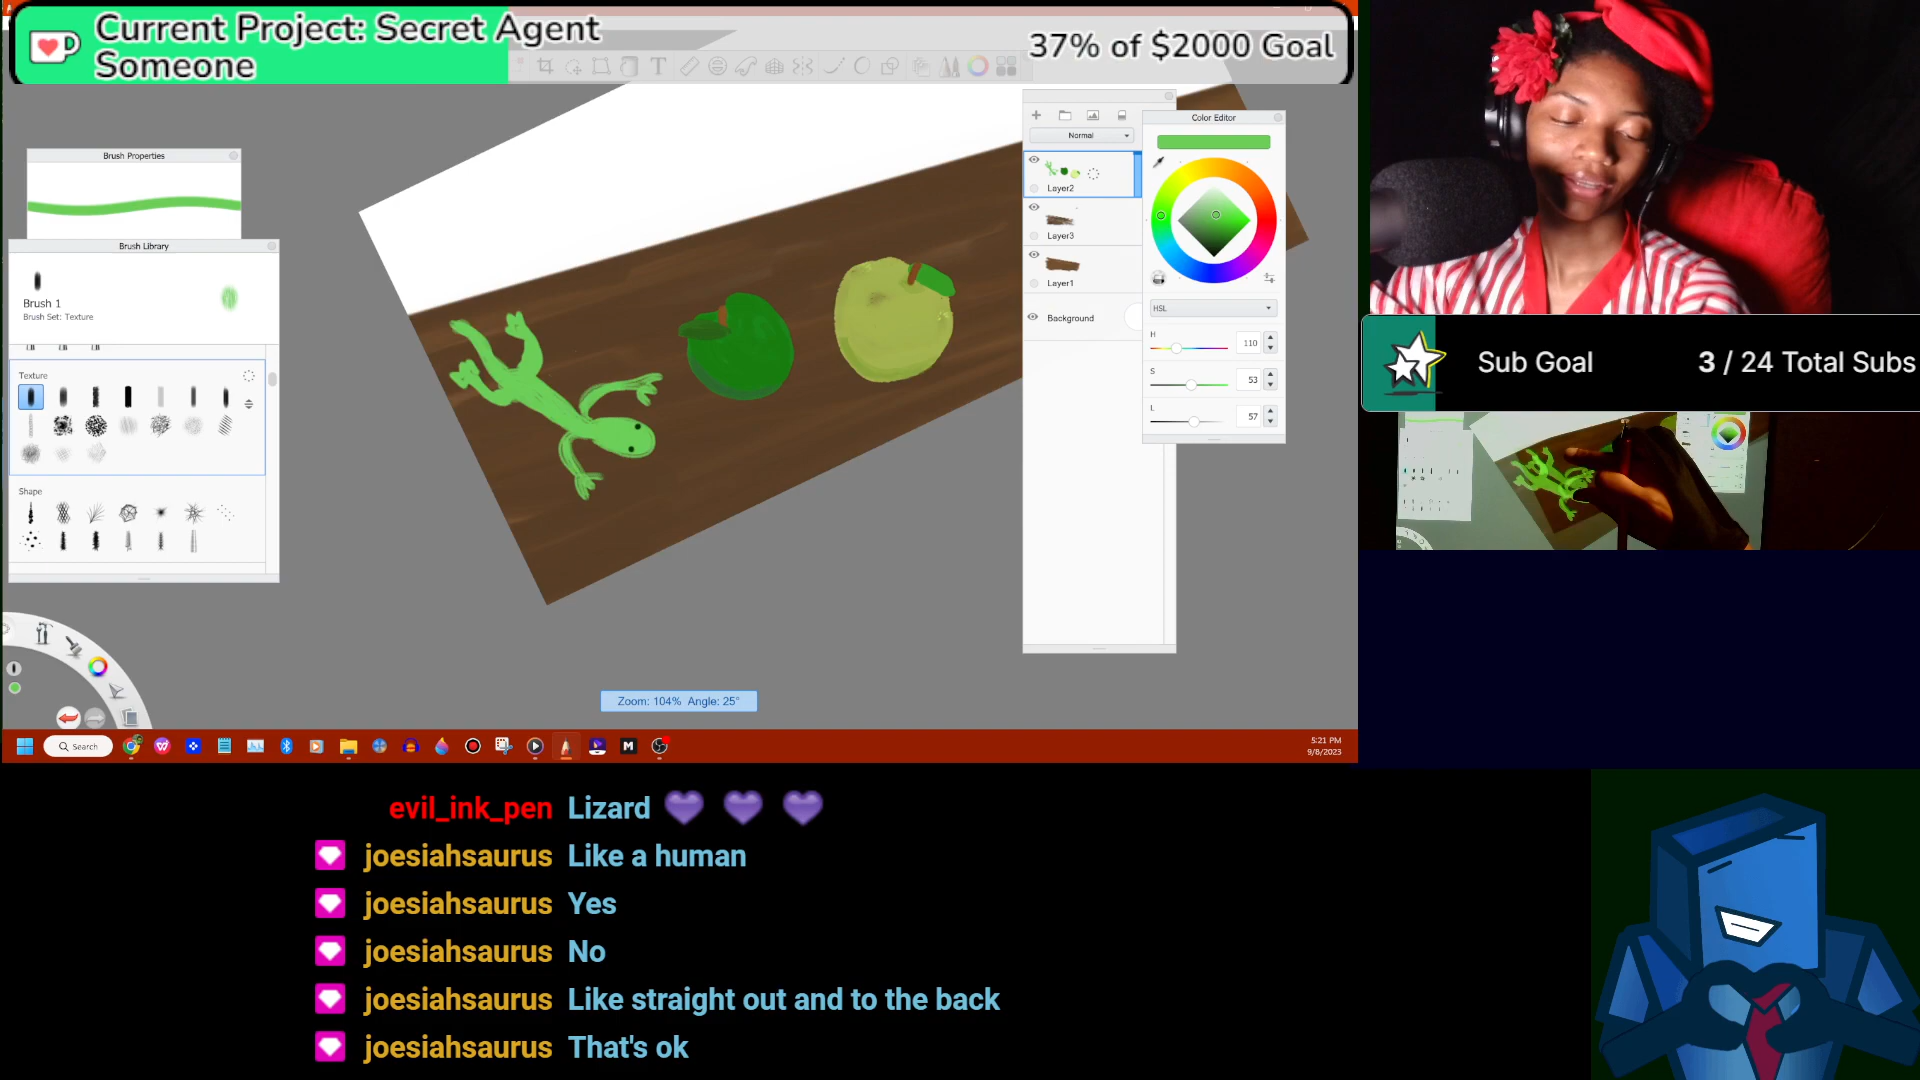 Current Project: Secret Agent
Someone
37% of $2000 Goal
Brush Properties
Brush Library
Brush 1
Brush Set: Texture
Texture
Shape
Normal
Layer2
Layer3
Layer1
Background
Color Editor
HSL
H
110
S
53
L
57
Zoom: 104% Angle: 25°
Search
5:21 PM
9/8/2023
Sub Goal
3 / 24 Total Subs
evil_ink_pen Lizard 💜 💜 💜
joesiahsaurus Like a human
joesiahsaurus Yes
joesiahsaurus No
joesiahsaurus Like straight out and to the back
joesiahsaurus That's ok